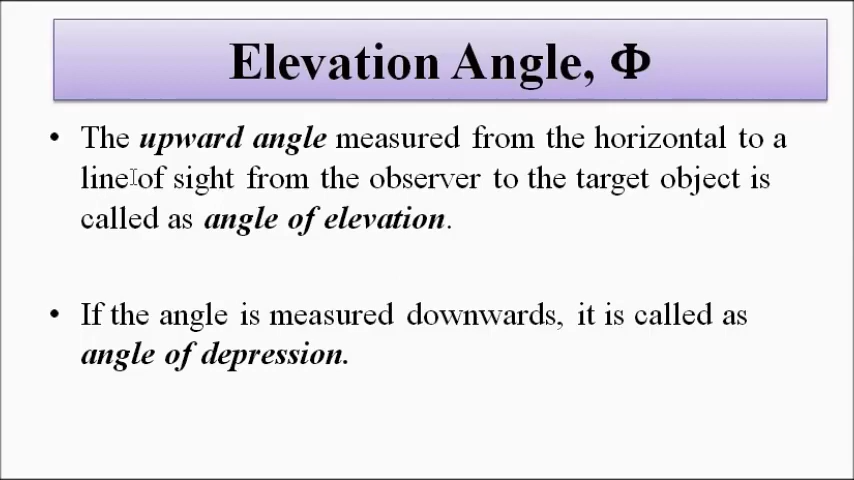 Elevation Angle, Φ
• The upward angle measured from the horizontal to a
line of sight from the observer to the target object is
called as angle of elevation.
• If the angle is measured downwards, it is called as
angle of depression.